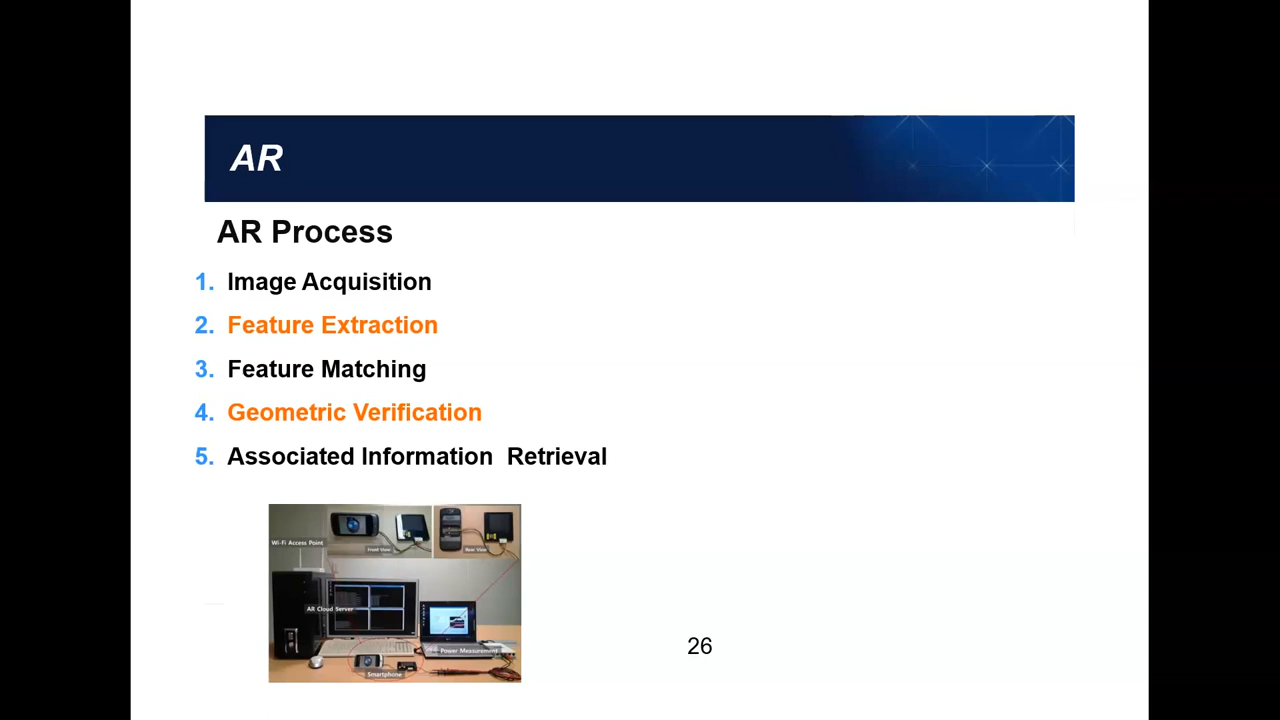 AR
AR Process
1. Image Acquisition
2. Feature Extraction
3. Feature Matching
4. Geometric Verification
5. Associated Information  Retrieval
Front View
Rear View
Wi-Fi Access Point
AR Cloud Server
Power Measurement
Smartphone
26